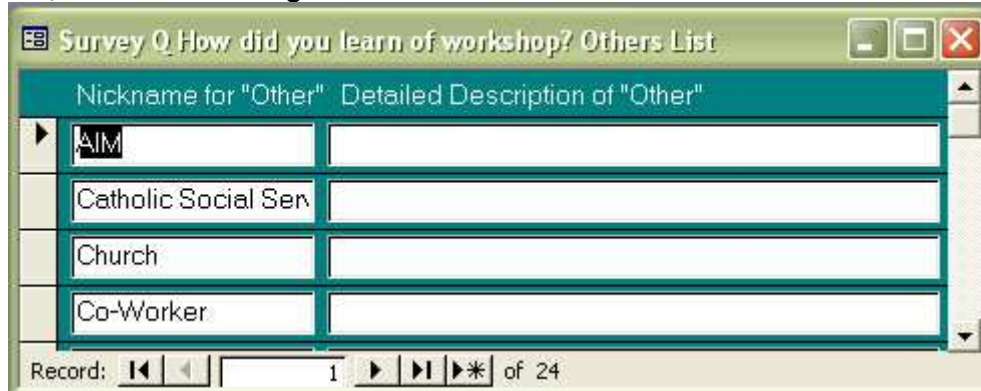 Survey Q How did you learn of workshop? Others List
Nickname for "Other" Detailed Description of "Other"
AIM
Catholic Social Serv
Church
Co-Worker
Record: 1 of 24